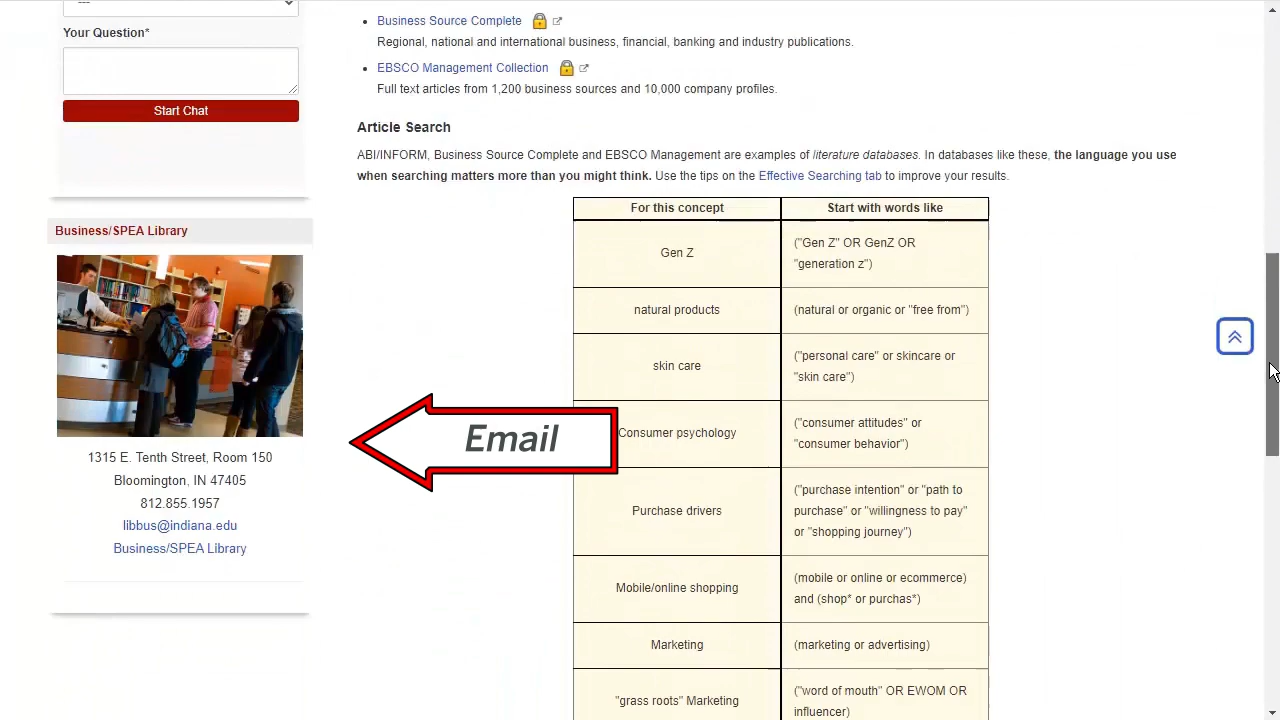 ---
Your Question*
Start Chat
Business/SPEA Library
1315 E. Tenth Street, Room 150
Bloomington, IN 47405
812.855.1957
libbus@indiana.edu
Business/SPEA Library
Business Source Complete
Regional, national and international business, financial, banking and industry publications.
EBSCO Management Collection
Full text articles from 1,200 business sources and 10,000 company profiles.
Article Search
ABI/INFORM, Business Source Complete and EBSCO Management are examples of literature databases. In databases like these, the language you use
when searching matters more than you might think. Use the tips on the Effective Searching tab to improve your results.
For this concept Start with words like
Gen Z
("Gen Z" OR GenZ OR
"generation z")
natural products (natural or organic or "free from")
skin care
("personal care" or skincare or
"skin care")
Consumer psychology
("consumer attitudes" or
"consumer behavior")
Email
Purchase drivers
("purchase intention" or "path to
purchase" or "willingness to pay"
or "shopping journey")
Mobile/online shopping
(mobile or online or ecommerce)
and (shop* or purchas*)
Marketing (marketing or advertising)
"grass roots" Marketing
("word of mouth" OR EWOM OR
influencer)